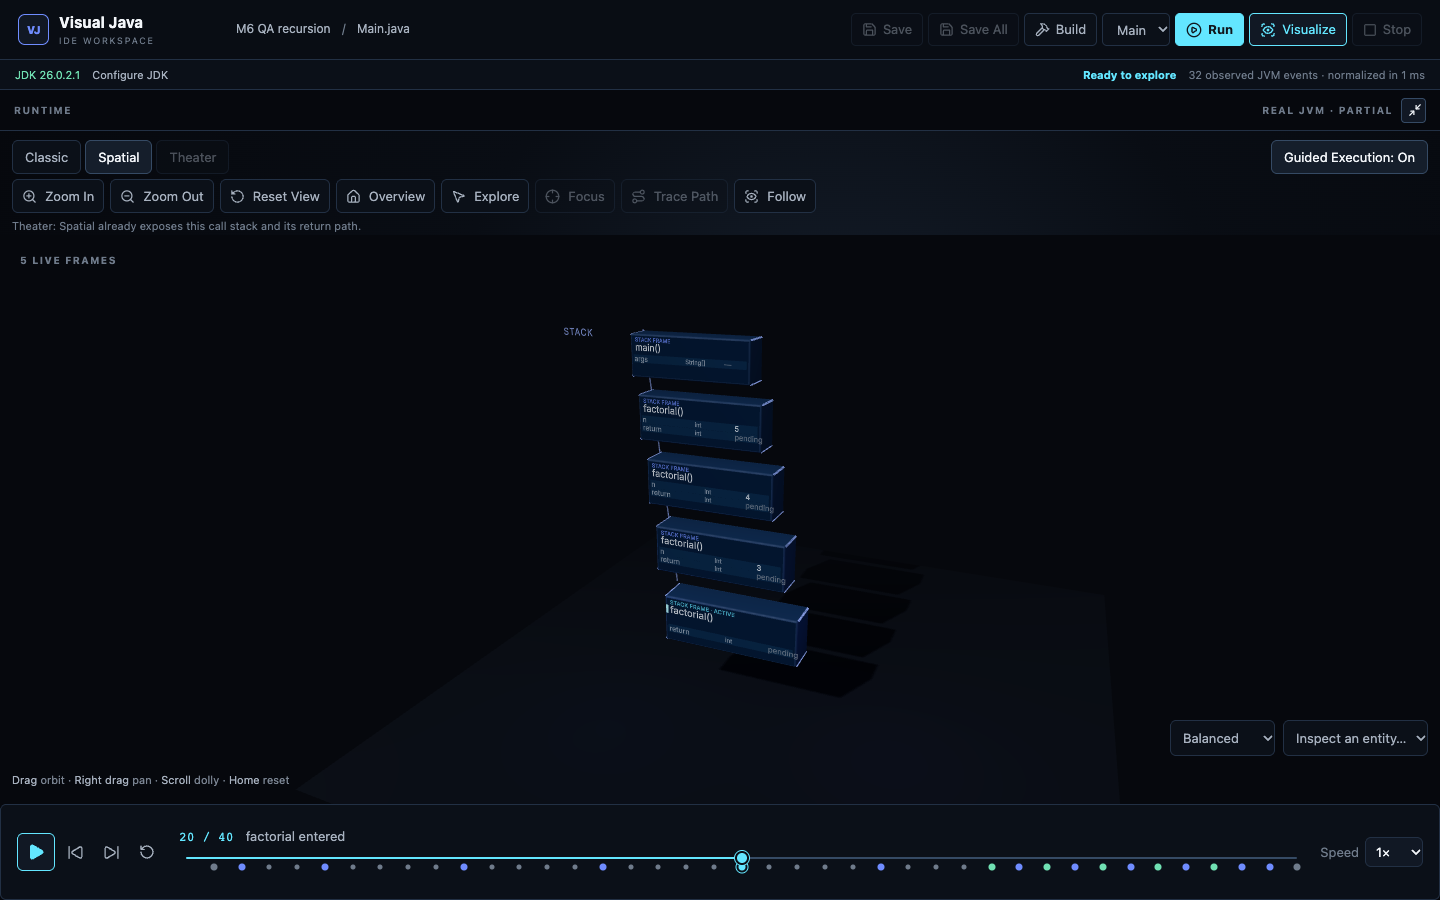 VJ
Visual Java
IDE WORKSPACE
M6 QA recursion / Main.java
Save
Save All
Build
Main
Run
Visualize
Stop
JDK 26.0.2.1 Configure JDK
Ready to explore 32 observed JVM events · normalized in 1 ms
RUNTIME
REAL JVM · PARTIAL
Classic
Spatial
Theater
Guided Execution: On
Zoom In
Zoom Out
Reset View
Overview
Explore
Focus
Trace Path
Follow
Theater: Spatial already exposes this call stack and its return path.
5 LIVE FRAMES
STACK
STACK FRAME
main()
args String[] —
STACK FRAME
factorial()
n int 5
return int pending
STACK FRAME
factorial()
n int 4
return int pending
STACK FRAME
factorial()
n int 3
return int pending
STACK FRAME · ACTIVE
factorial()
return int pending
Balanced
Inspect an entity...
Drag orbit · Right drag pan · Scroll dolly · Home reset
20 / 40 factorial entered
Speed 1×